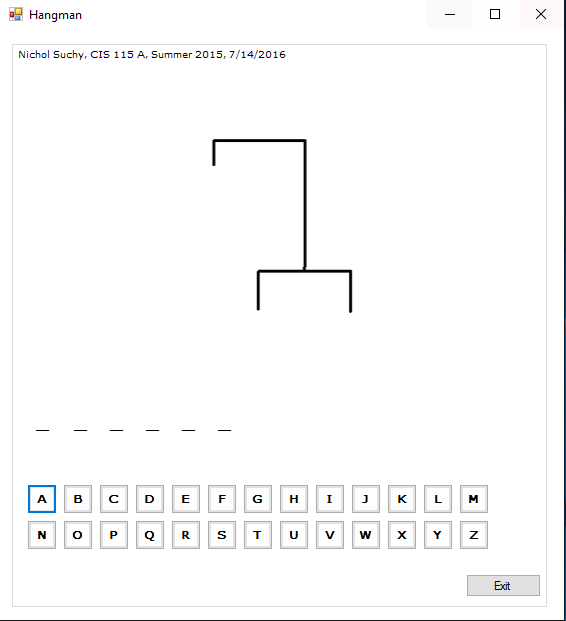 Hangman
Nichol Suchy, CIS 115 A, Summer 2015, 7/14/2016
_ _ _ _ _ _
A B C D E F G H I J K L M
N O P Q R S T U V W X Y Z
Exit